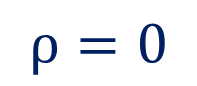 ρ = 0